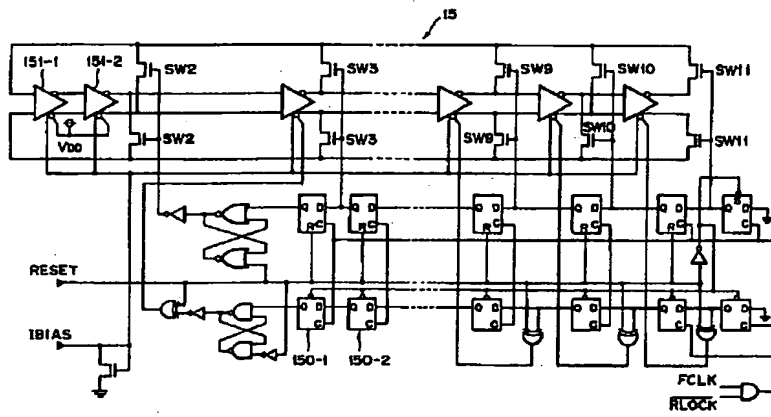 15
151-1 151-2 SW2 SW3 SW9 SW10 SW11
VDD
SW2 SW3 SW9 SW10 SW11
D D D D D S
R C R C R C R C R C C
RESET
IBIAS
C C C C C C
150-1 150-2
FCLK
RLOCK